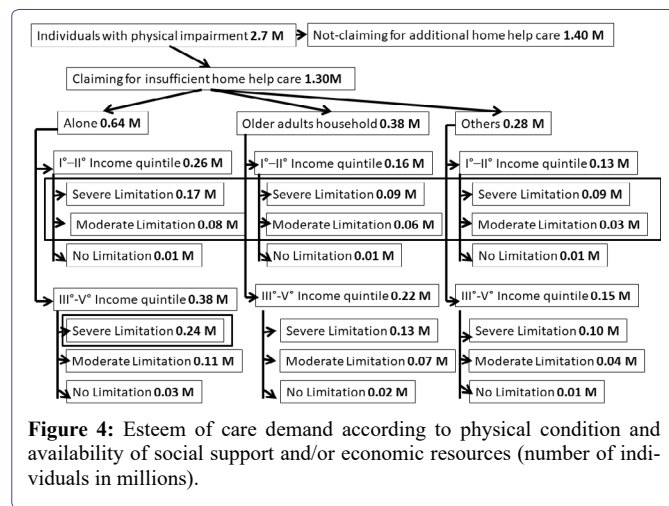 Individuals with physical impairment 2.7 M
Not-claiming for additional home help care 1.40 M
Claiming for insufficient home help care 1.30M
Alone 0.64 M
Older adults household 0.38 M
Others 0.28 M
I°–II° Income quintile 0.26 M
I°–II° Income quintile 0.16 M
I°–II° Income quintile 0.13 M
Severe Limitation 0.17 M
Severe Limitation 0.09 M
Severe Limitation 0.09 M
Moderate Limitation 0.08 M
Moderate Limitation 0.06 M
Moderate Limitation 0.03 M
No Limitation 0.01 M
No Limitation 0.01 M
No Limitation 0.01 M
III°-V° Income quintile 0.38 M
III°-V° Income quintile 0.22 M
III°-V° Income quintile 0.15 M
Severe Limitation 0.24 M
Severe Limitation 0.13 M
Severe Limitation 0.10 M
Moderate Limitation 0.11 M
Moderate Limitation 0.07 M
Moderate Limitation 0.04 M
No Limitation 0.03 M
No Limitation 0.02 M
No Limitation 0.01 M
Figure 4: Esteem of care demand according to physical condition and
availability of social support and/or economic resources (number of indi-
viduals in millions).